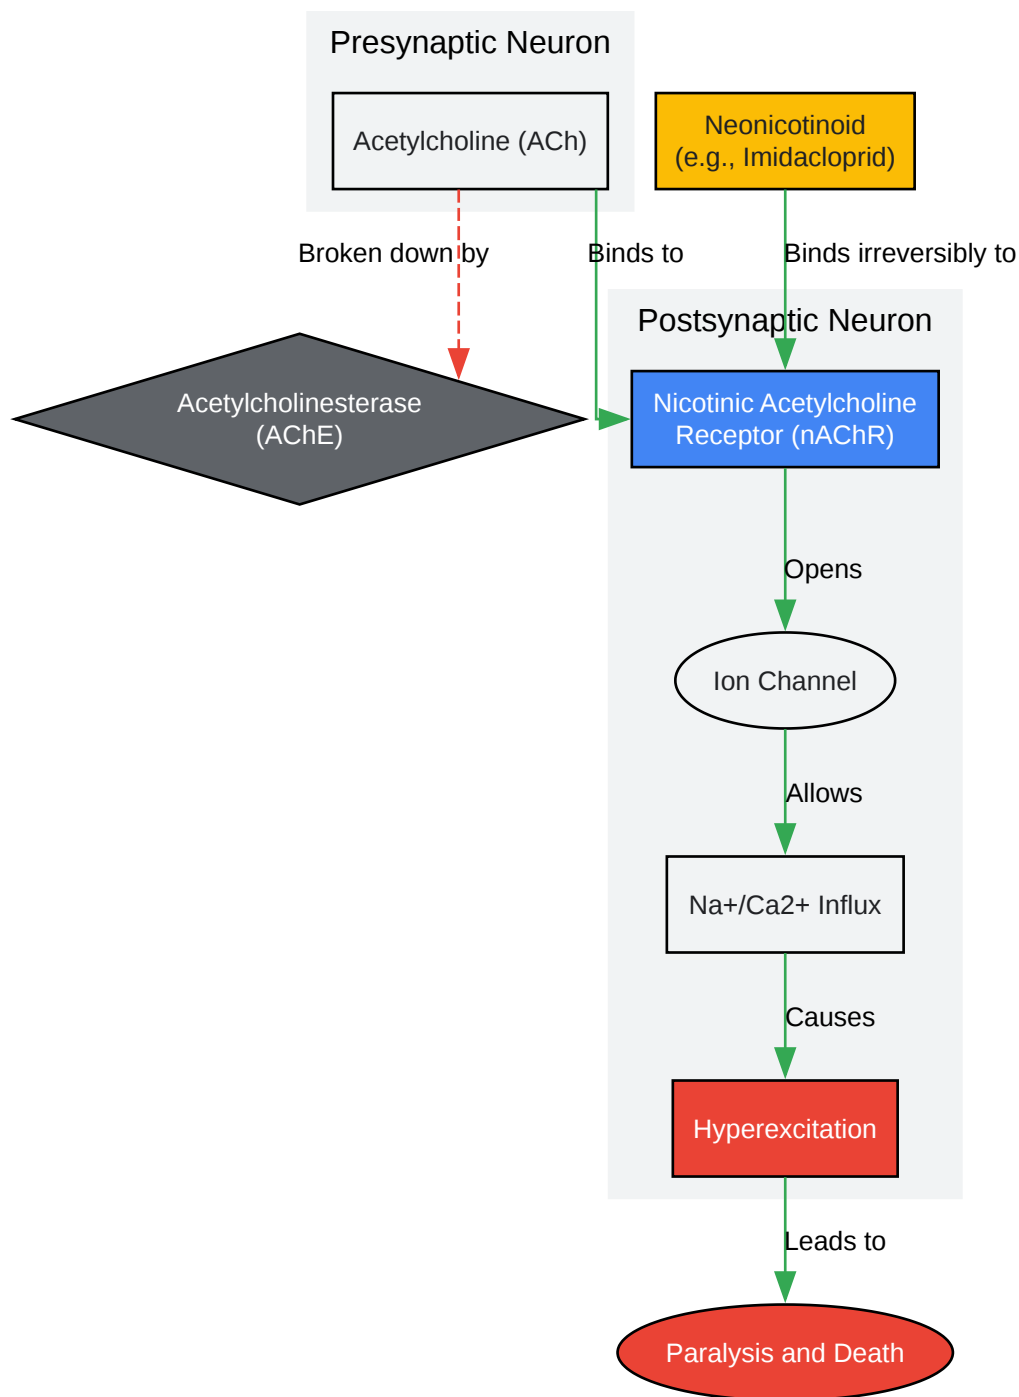 Presynaptic Neuron
Acetylcholine (ACh)
Neonicotinoid
(e.g., Imidacloprid)
Broken down by
Binds to
Binds irreversibly to
Postsynaptic Neuron
Acetylcholinesterase
(AChE)
Nicotinic Acetylcholine
Receptor (nAChR)
Opens
Ion Channel
Allows
Na+/Ca2+ Influx
Causes
Hyperexcitation
Leads to
Paralysis and Death